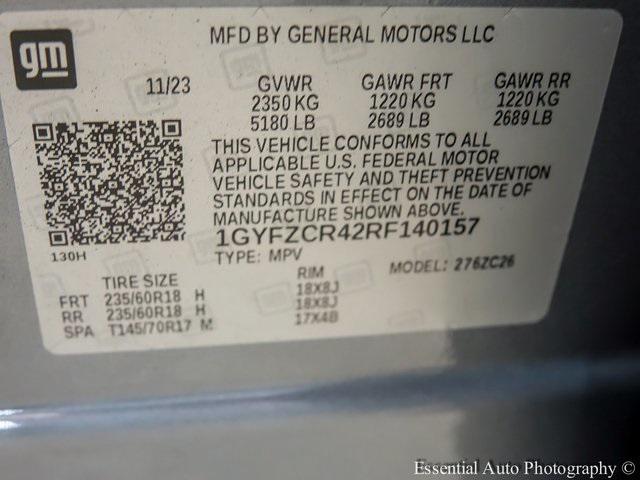 gm
MFD BY GENERAL MOTORS LLC
11/23 GVWR GAWR FRT GAWR RR
2350 KG 1220 KG 1220 KG
5180 LB 2689 LB 2689 LB
THIS VEHICLE CONFORMS TO ALL
APPLICABLE U.S. FEDERAL MOTOR
VEHICLE SAFETY AND THEFT PREVENTION
STANDARDS IN EFFECT ON THE DATE OF
MANUFACTURE SHOWN ABOVE.
1GYFZCR42RF140157
130H
TYPE: MPV MODEL: 276ZC26
TIRE SIZE RIM
FRT 235/60R18 H 18X8J
RR 235/60R18 H 18X8J
SPA T145/70R17 M 17X4B
Essential Auto Photography (C)